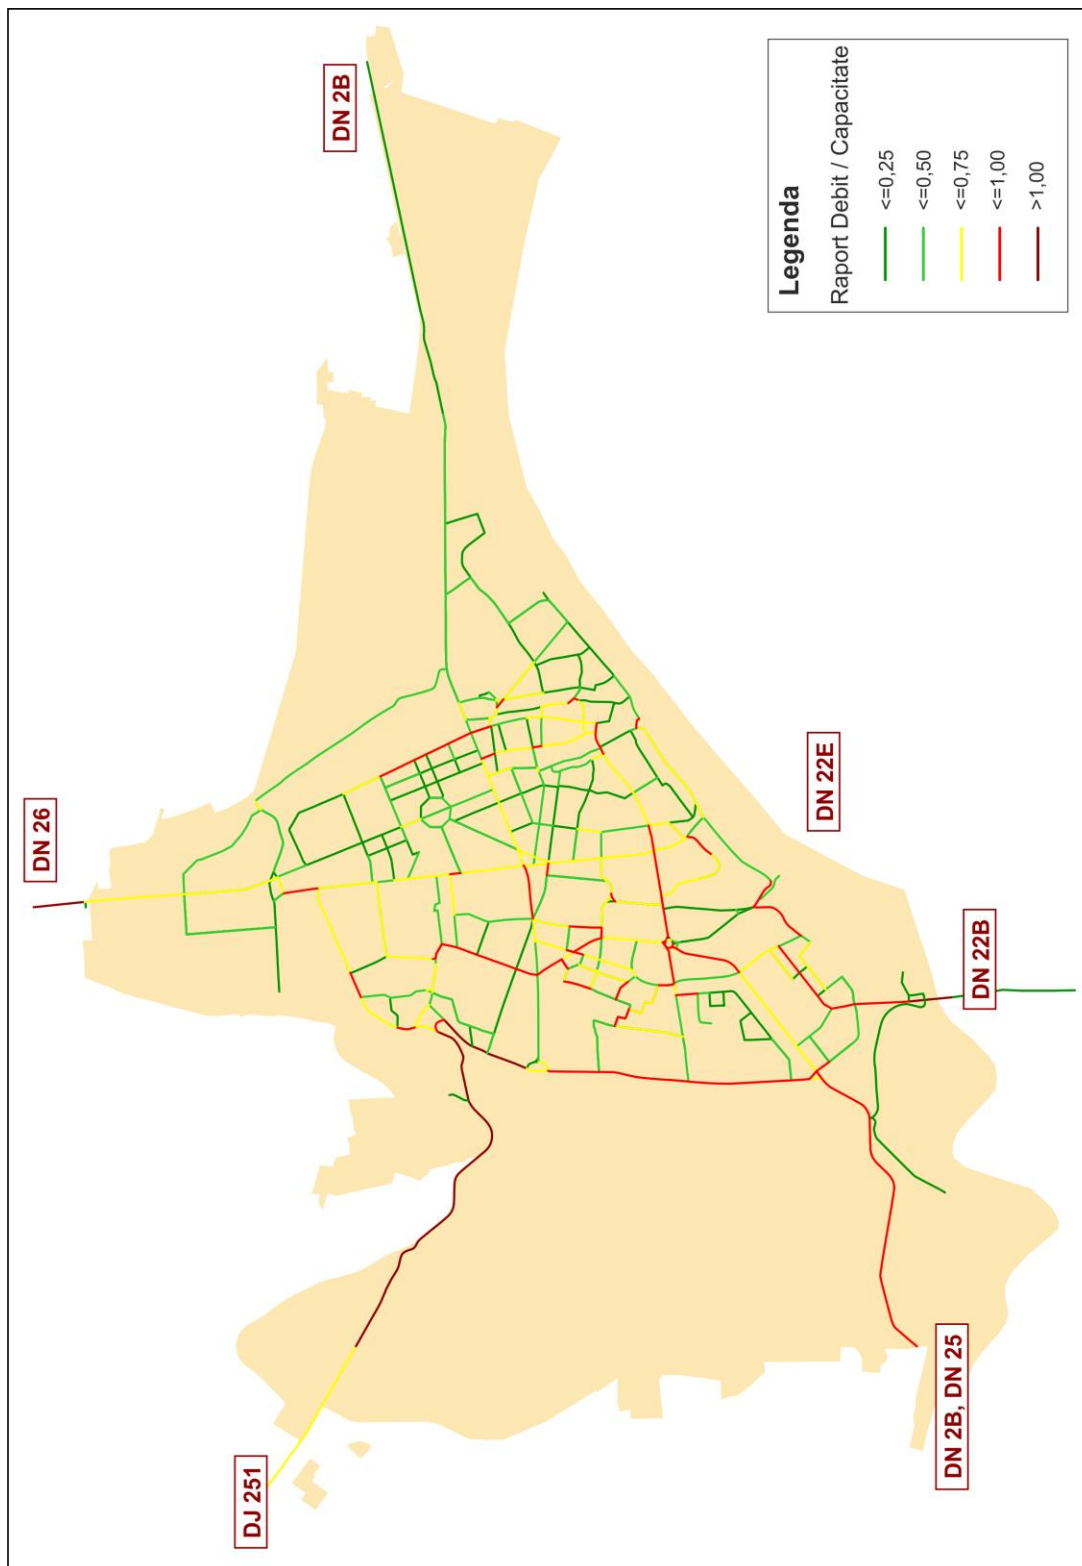 DN 2B
DN 26
DN 22E
DN 22B
DN 2B, DN 25
DJ 251
Legenda
Raport Debit / Capacitate
<=0,25
<=0,50
<=0,75
<=1,00
>1,00